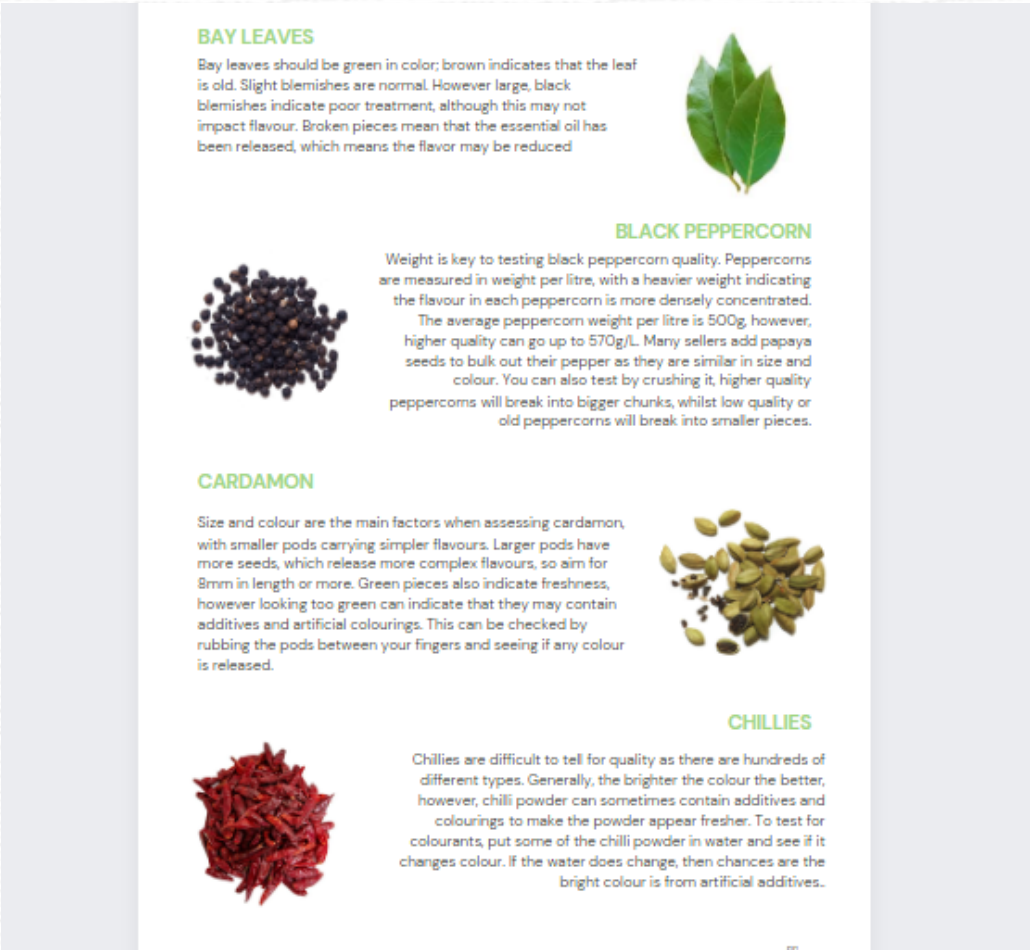 BAY LEAVES
Bay leaves should be green in color; brown indicates that the leaf
is old. Slight blemishes are normal. However large, black
blemishes indicate poor treatment, although this may not
impact flavour. Broken pieces mean that the essential oil has
been released, which means the flavor may be reduced
BLACK PEPPERCORN
Weight is key to testing black peppercorn quality. Peppercorns
are measured in weight per litre, with a heavier weight indicating
the flavour in each peppercorn is more densely concentrated.
The average peppercorn weight per litre is 500g, however,
higher quality can go up to 570g/L. Many sellers add papaya
seeds to bulk out their pepper as they are similar in size and
colour. You can also test by crushing it, higher quality
peppercorns will break into bigger chunks, whilst low quality or
old peppercorns will break into smaller pieces.
CARDAMON
Size and colour are the main factors when assessing cardamon,
with smaller pods carrying simpler flavours. Larger pods have
more seeds, which release more complex flavours, so aim for
8mm in length or more. Green pieces also indicate freshness,
however looking too green can indicate that they may contain
additives and artificial colourings. This can be checked by
rubbing the pods between your fingers and seeing if any colour
is released.
CHILLIES
Chillies are difficult to tell for quality as there are hundreds of
different types. Generally, the brighter the colour the better,
however, chilli powder can sometimes contain additives and
colourings to make the powder appear fresher. To test for
colourants, put some of the chilli powder in water and see if it
changes colour. If the water does change, then chances are the
bright colour is from artificial additives..